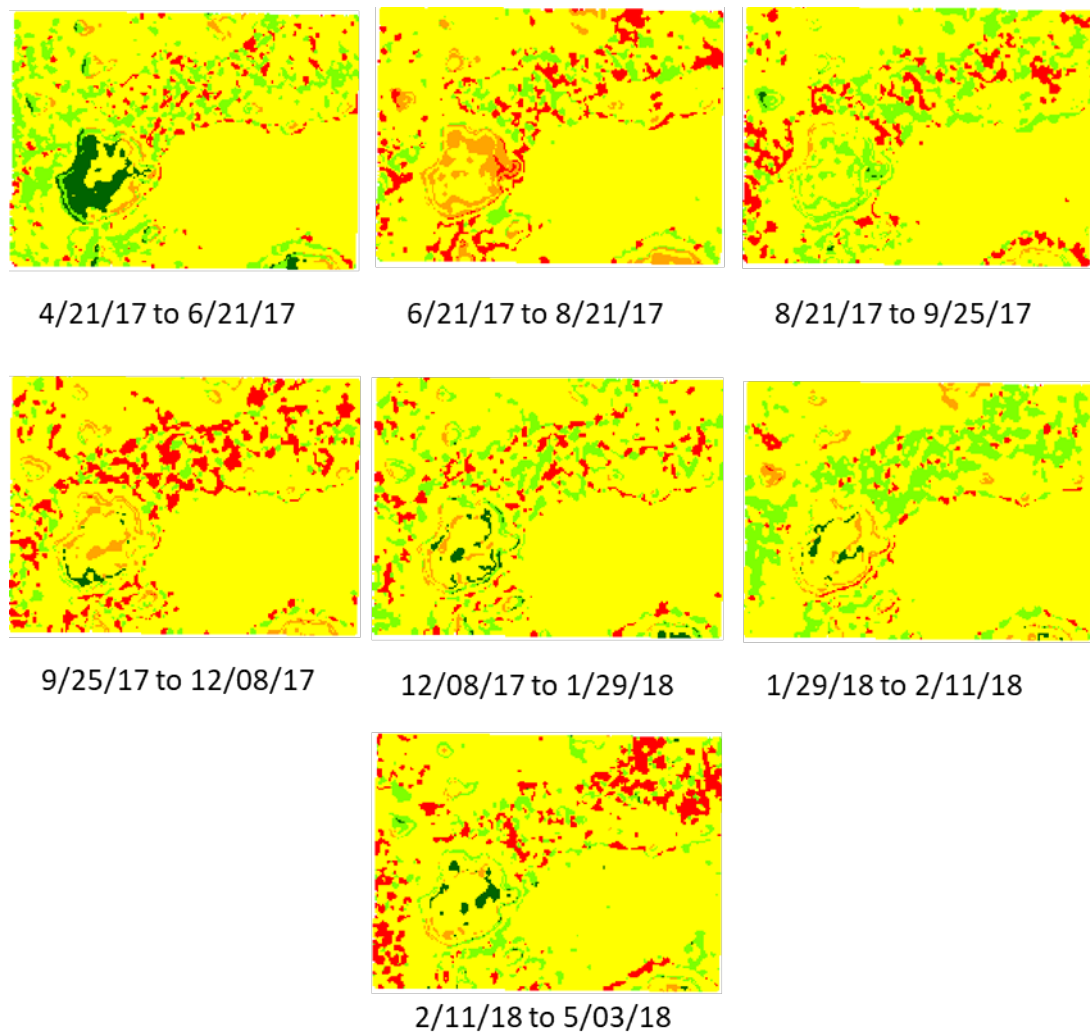 4/21/17 to 6/21/17
6/21/17 to 8/21/17
8/21/17 to 9/25/17
9/25/17 to 12/08/17
12/08/17 to 1/29/18
1/29/18 to 2/11/18
2/11/18 to 5/03/18